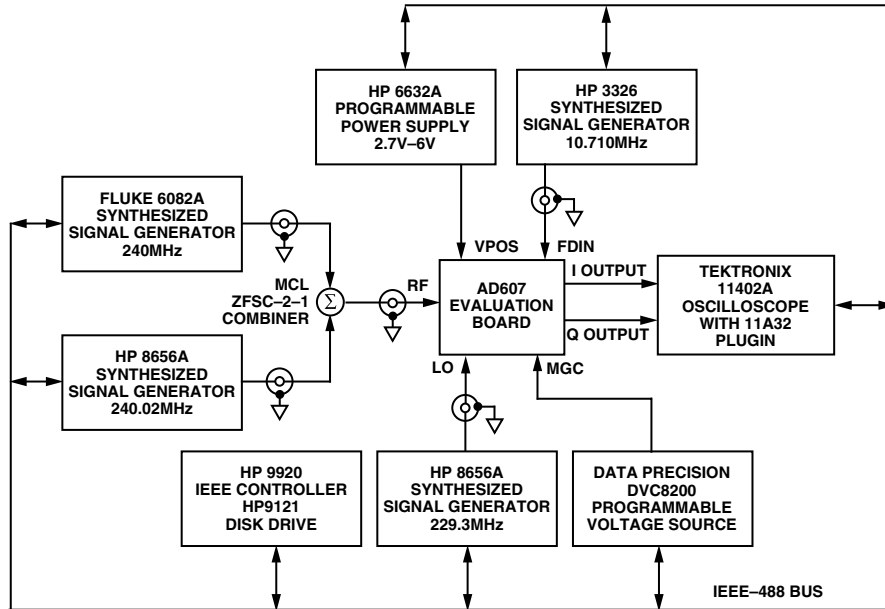 HP 6632A
PROGRAMMABLE
POWER SUPPLY
2.7V–6V
HP 3326
SYNTHESIZED
SIGNAL GENERATOR
10.710MHz
FLUKE 6082A
SYNTHESIZED
SIGNAL GENERATOR
240MHz
VPOS
FDIN
MCL
ZFSC–2–1
COMBINER
Σ
RF
AD607
EVALUATION
BOARD
I OUTPUT
Q OUTPUT
TEKTRONIX
11402A
OSCILLOSCOPE
WITH 11A32
PLUGIN
HP 8656A
SYNTHESIZED
SIGNAL GENERATOR
240.02MHz
LO
MGC
HP 9920
IEEE CONTROLLER
HP9121
DISK DRIVE
HP 8656A
SYNTHESIZED
SIGNAL GENERATOR
229.3MHz
DATA PRECISION
DVC8200
PROGRAMMABLE
VOLTAGE SOURCE
IEEE–488 BUS